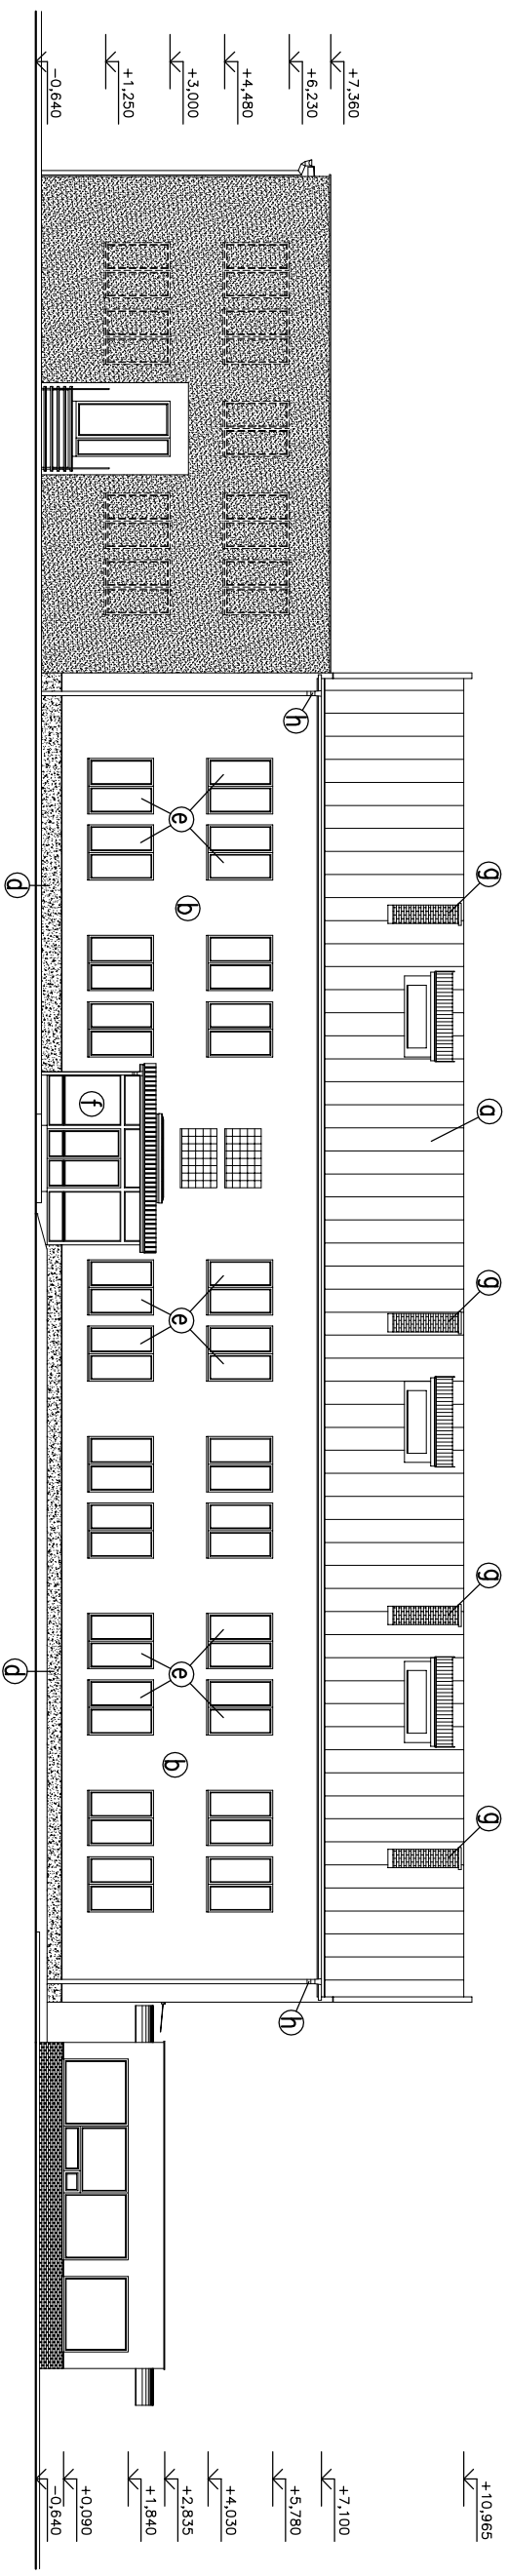 +7,360
+6,230
+4,480
+3,000
+1,250
-0,640
h
g
e
b
d
a
f
g
e
g
e
d
b
g
h
+10,965
+7,100
+5,780
+4,030
+2,835
+1,840
+0,090
-0,640